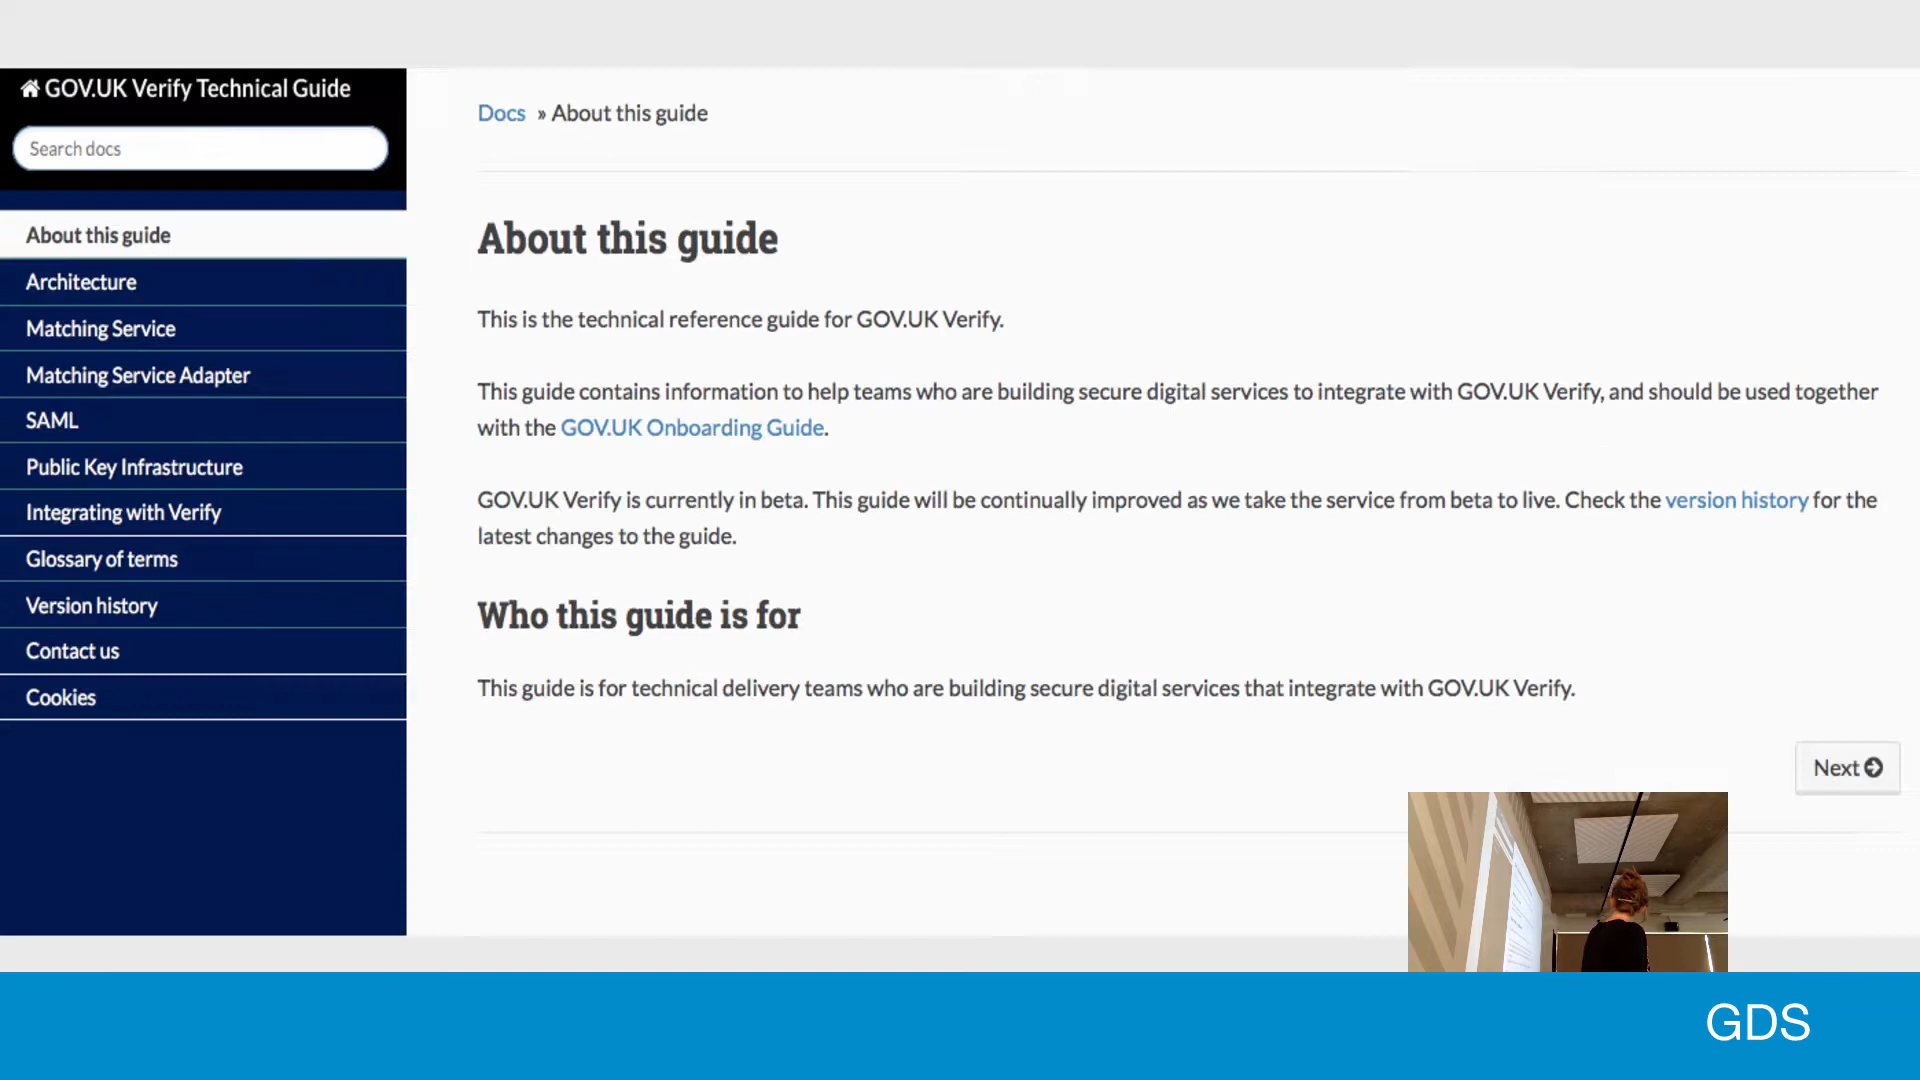 GOV.UK Verify Technical Guide
Search docs
About this guide
Architecture
Matching Service
Matching Service Adapter
SAML
Public Key Infrastructure
Integrating with Verify
Glossary of terms
Version history
Contact us
Cookies
Docs » About this guide
About this guide
This is the technical reference guide for GOV.UK Verify.
This guide contains information to help teams who are building secure digital services to integrate with GOV.UK Verify, and should be used together
with the GOV.UK Onboarding Guide.
GOV.UK Verify is currently in beta. This guide will be continually improved as we take the service from beta to live. Check the version history for the
latest changes to the guide.
Who this guide is for
This guide is for technical delivery teams who are building secure digital services that integrate with GOV.UK Verify.
Next
GDS